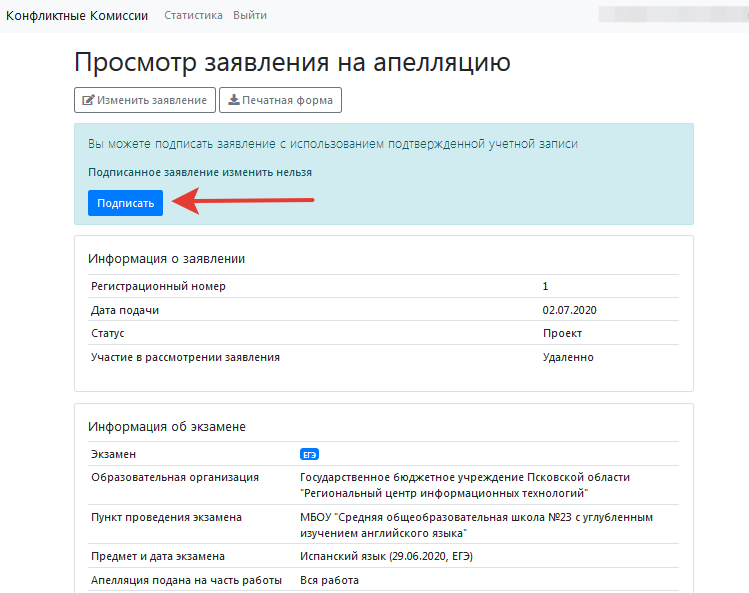 Конфликтные Комиссии Статистика Выйти
Просмотр заявления на апелляцию
Изменить заявление Печатная форма
Вы можете подписать заявление с использованием подтвержденной учетной записи
Подписанное заявление изменить нельзя
Подписать
Информация о заявлении
Регистрационный номер 1
Дата подачи 02.07.2020
Статус Проект
Участие в рассмотрении заявления Удаленно
Информация об экзамене
Экзамен ЕГЭ
Образовательная организация Государственное бюджетное учреждение Псковской области
"Региональный центр информационных технологий"
Пункт проведения экзамена МБОУ "Средняя общеобразовательная школа №23 с углубленным
изучением английского языка"
Предмет и дата экзамена Испанский язык (29.06.2020, ЕГЭ)
Апелляция подана на часть работы Вся работа